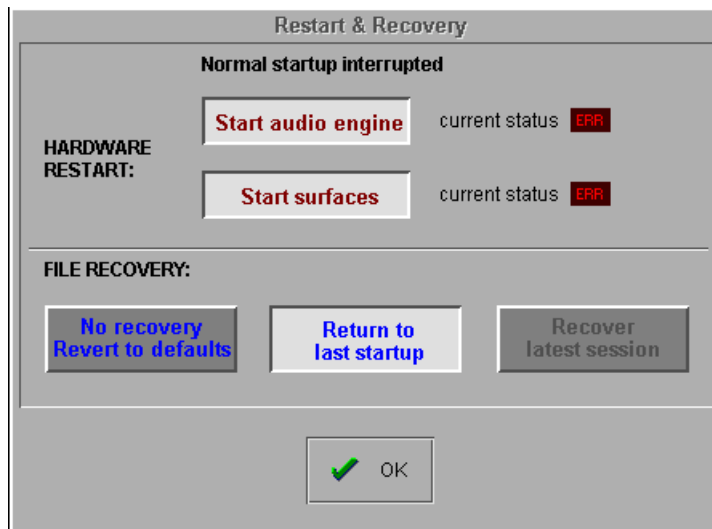 Restart & Recovery
Normal startup interrupted
HARDWARE
RESTART:
Start audio engine
current status ERR
Start surfaces
current status ERR
FILE RECOVERY:
No recovery
Revert to defaults
Return to
last startup
Recover
latest session
OK